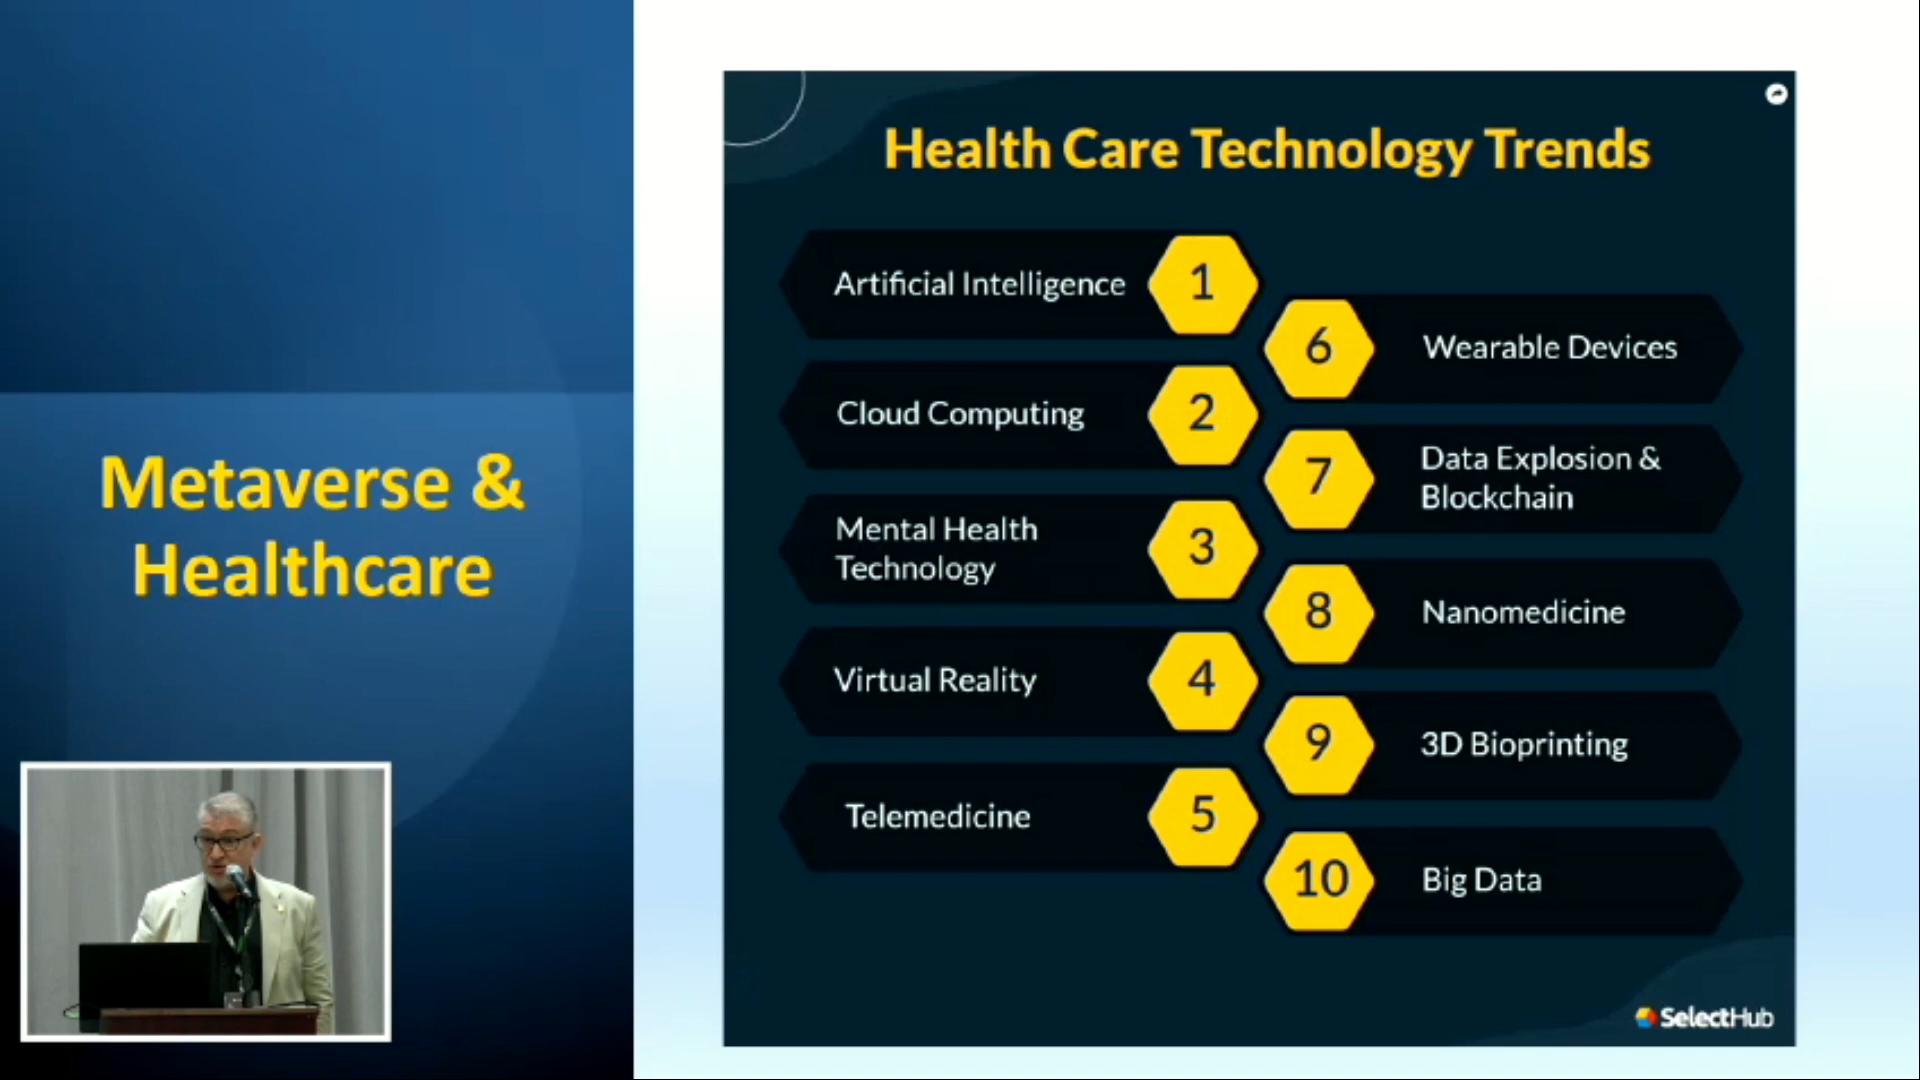 Metaverse &
Healthcare
Health Care Technology Trends
Artificial Intelligence 1
Cloud Computing 2
Mental Health
Technology
3
Virtual Reality 4
Telemedicine 5
6 Wearable Devices
7
Data Explosion &
Blockchain
8 Nanomedicine
9 3D Bioprinting
10 Big Data
SelectHub